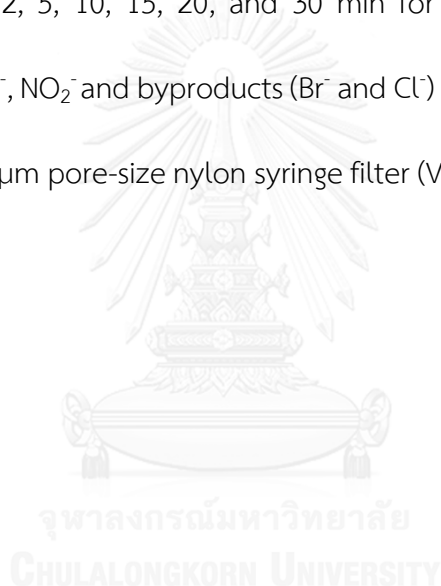 2, 5, 10, 15, 20, and 30 min for
⁻, NO₂⁻ and byproducts (Br⁻ and Cl⁻)
µm pore-size nylon syringe filter (V
จุฬาลงกรณ์มหาวิทยาลัย
CHULALONGKORN UNIVERSITY